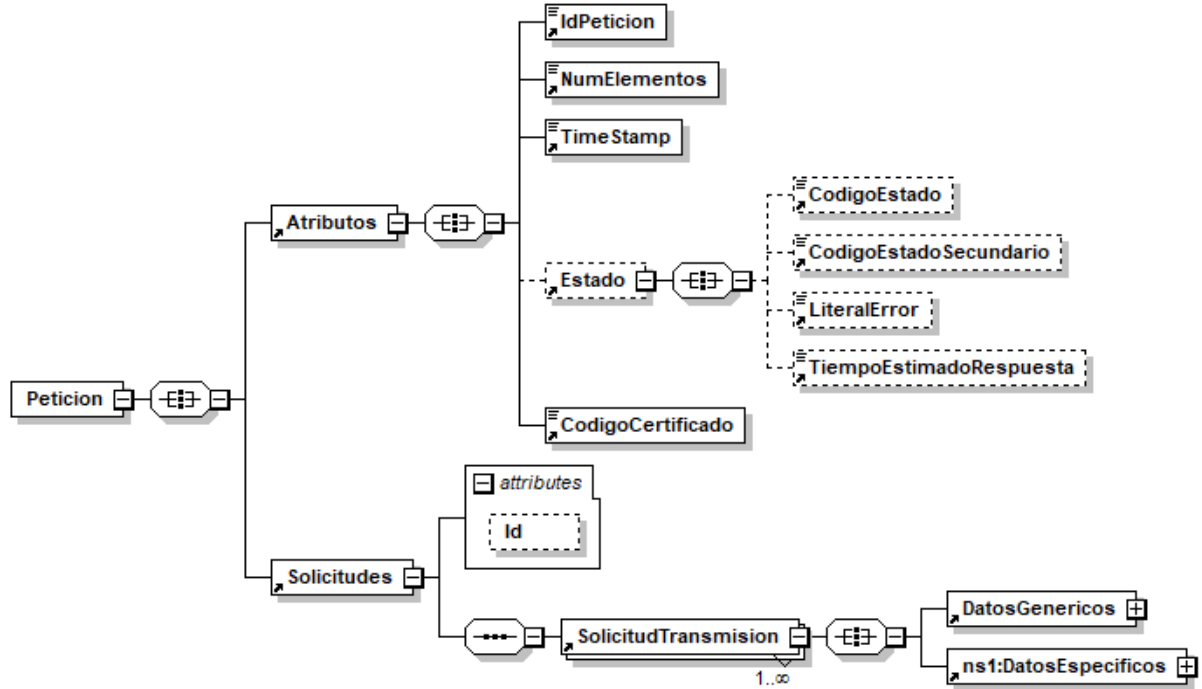 IdPeticion
NumElementos
TimeStamp
CodigoEstado
Atributos
CodigoEstadoSecundario
Estado
LiteralError
TiempoEstimadoRespuesta
Peticion
CodigoCertificado
attributes
Id
Solicitudes
DatosGenericos
SolicitudTransmision
ns1:DatosEspecificos
1..∞